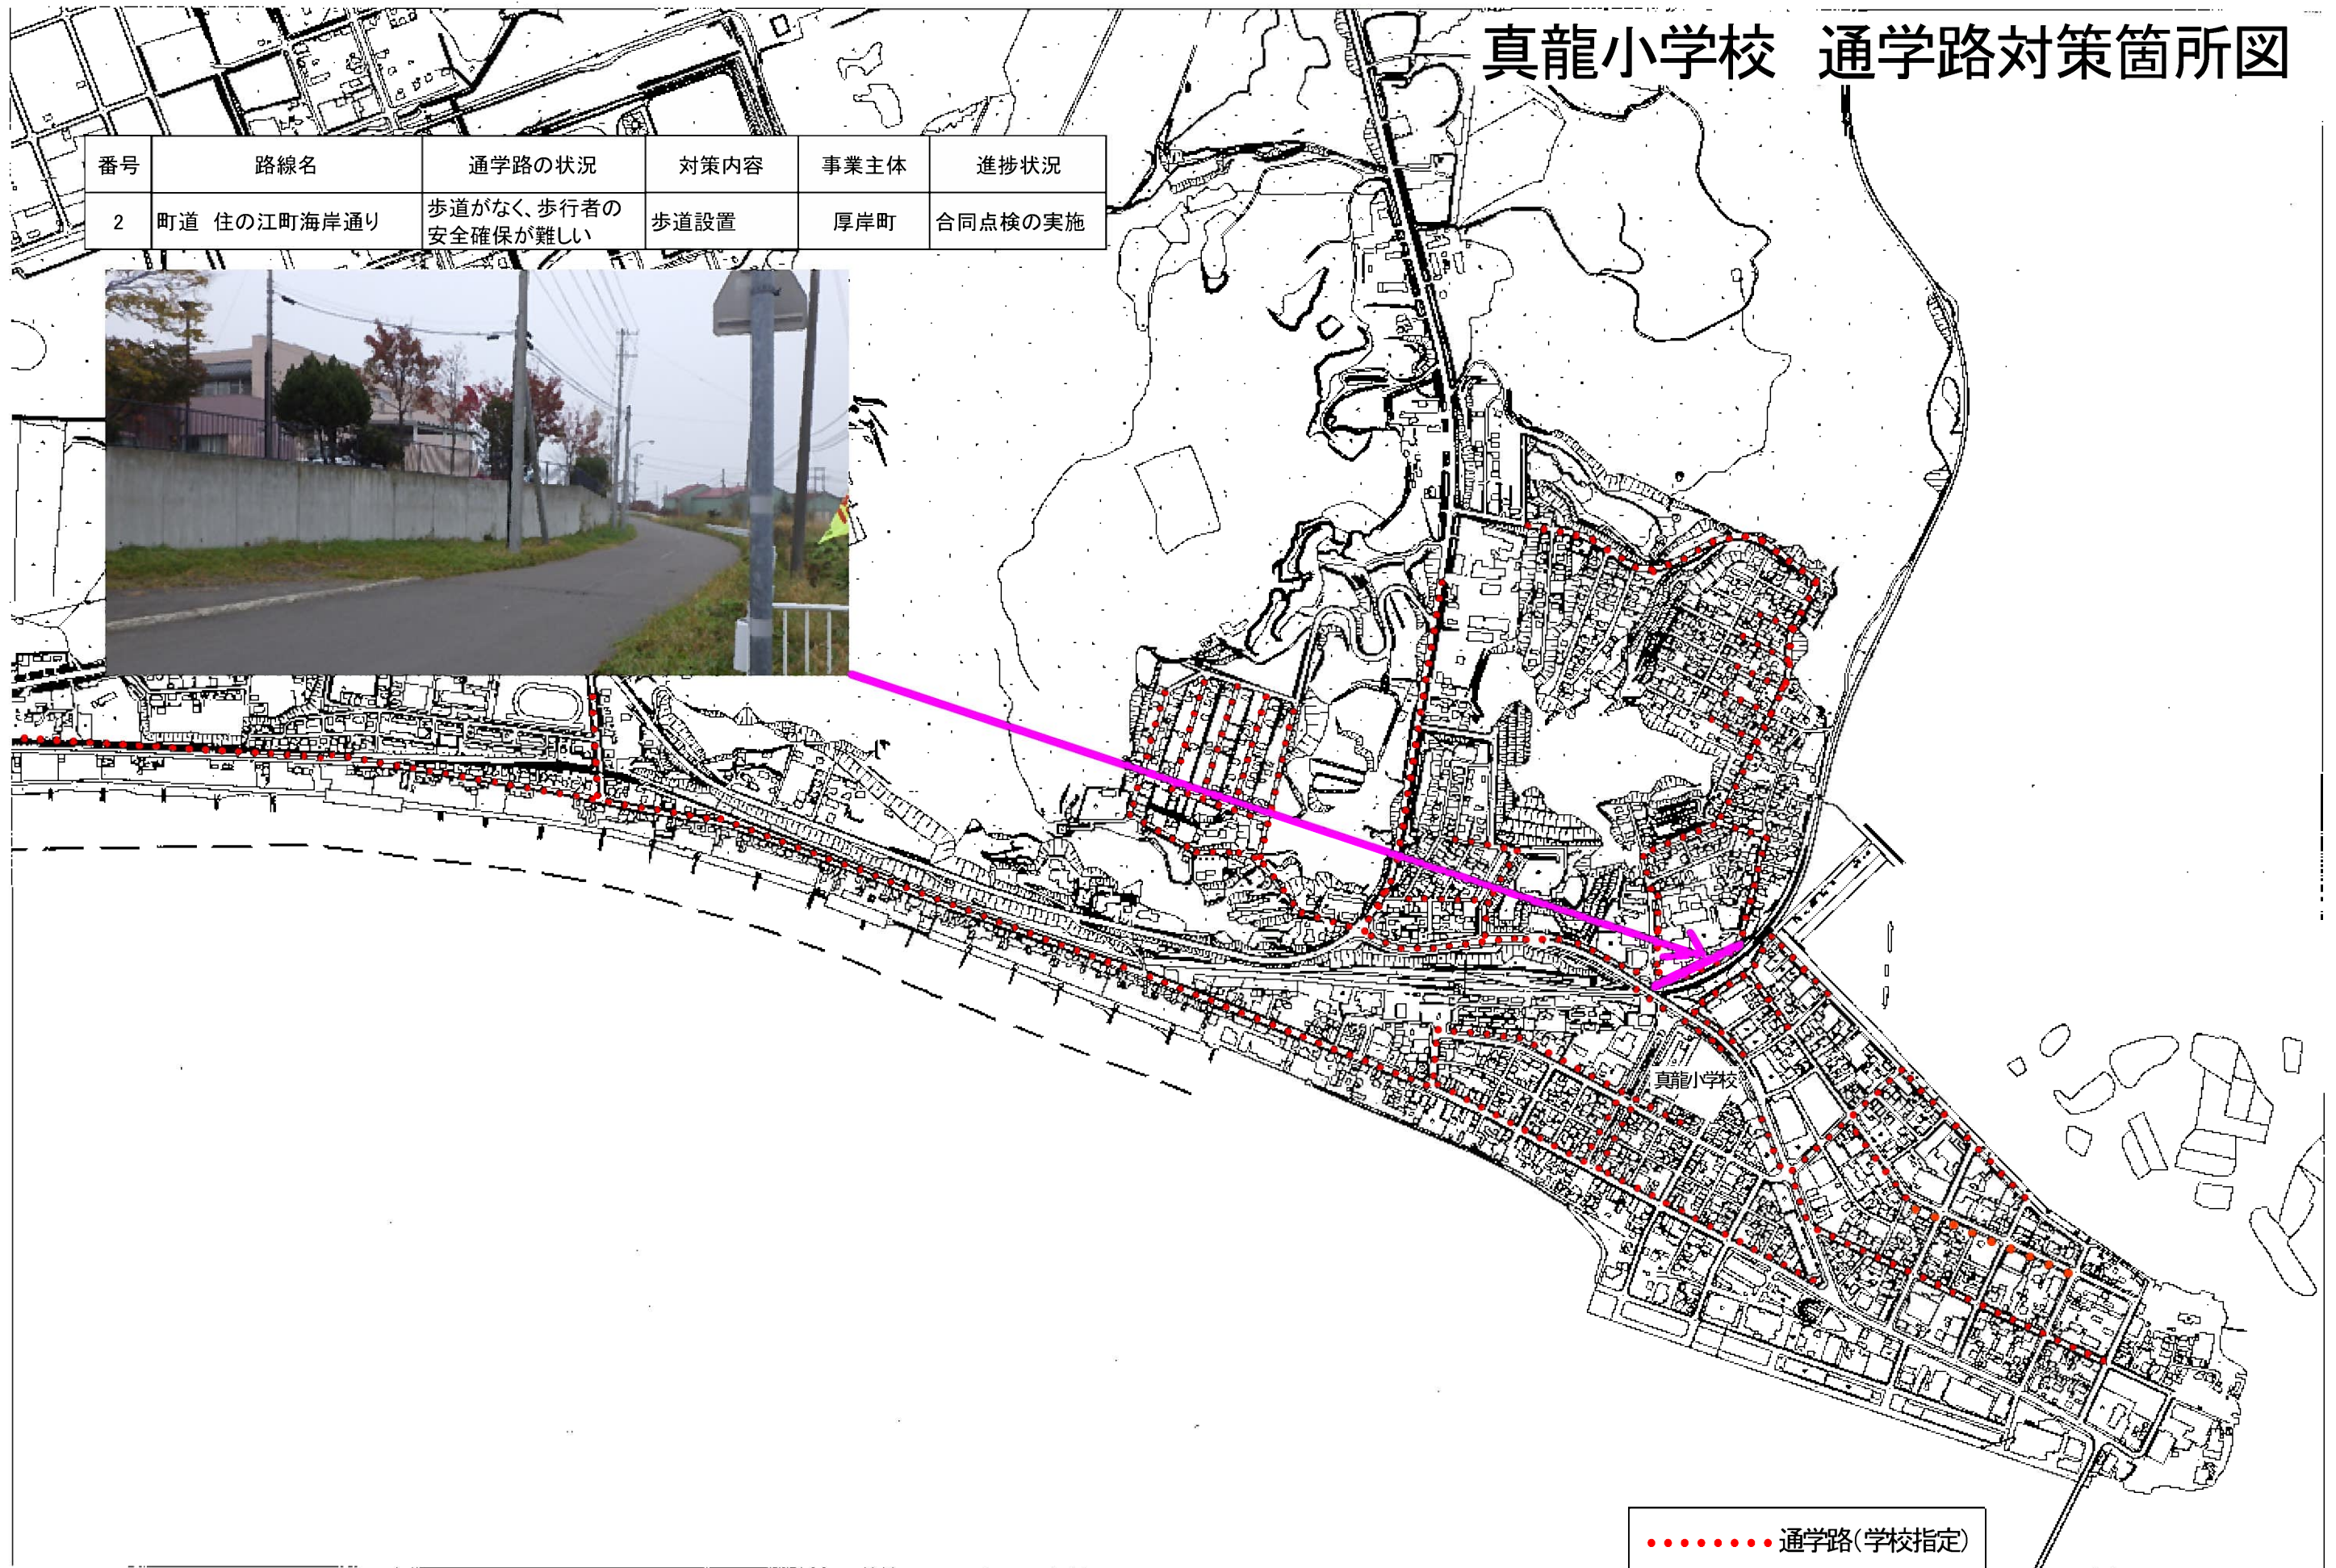 真龍小学校　通学路対策箇所図
番号 路線名 通学路の状況 対策内容 事業主体 進捗状況
2 町道 住の江町海岸通り 歩道がなく、歩行者の安全確保が難しい 歩道設置 厚岸町 合同点検の実施
真龍小学校
通学路(学校指定)